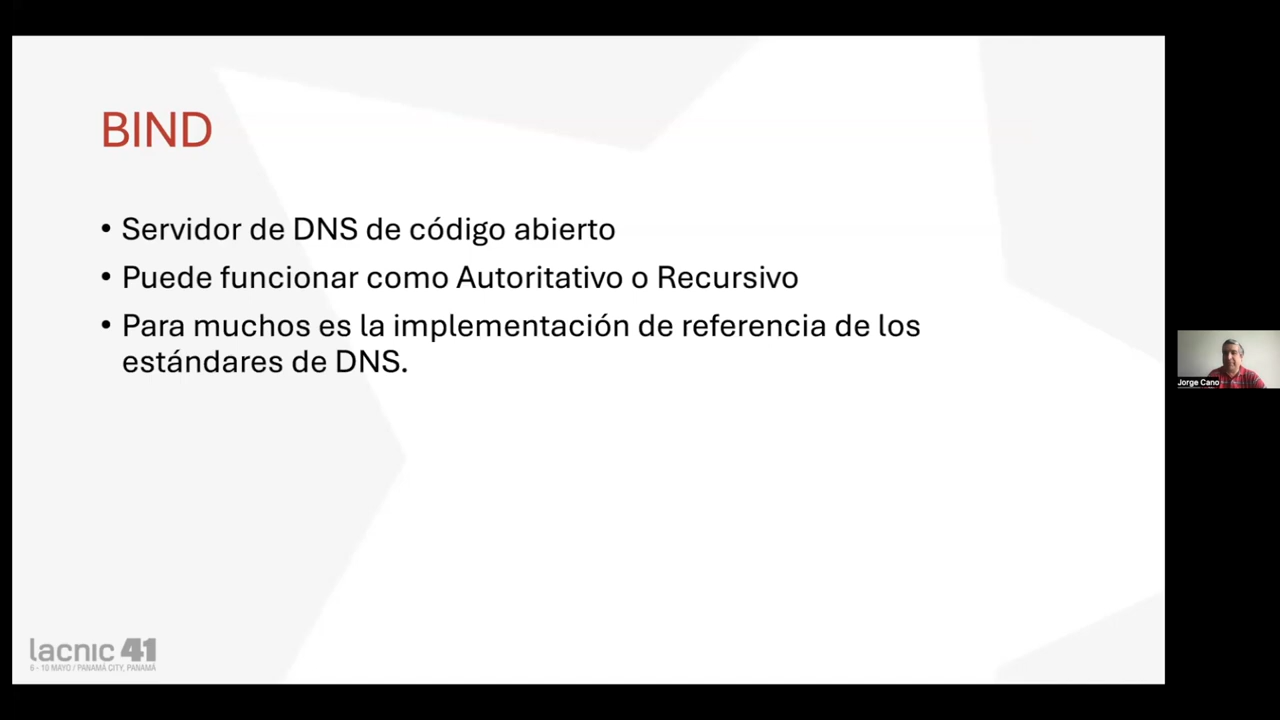 BIND
• Servidor de DNS de código abierto
• Puede funcionar como Autoritativo o Recursivo
• Para muchos es la implementación de referencia de los
estándares de DNS.
Jorge Cano
lacnic 41
6 - 10 MAYO / PANAMÁ CITY, PANAMÁ